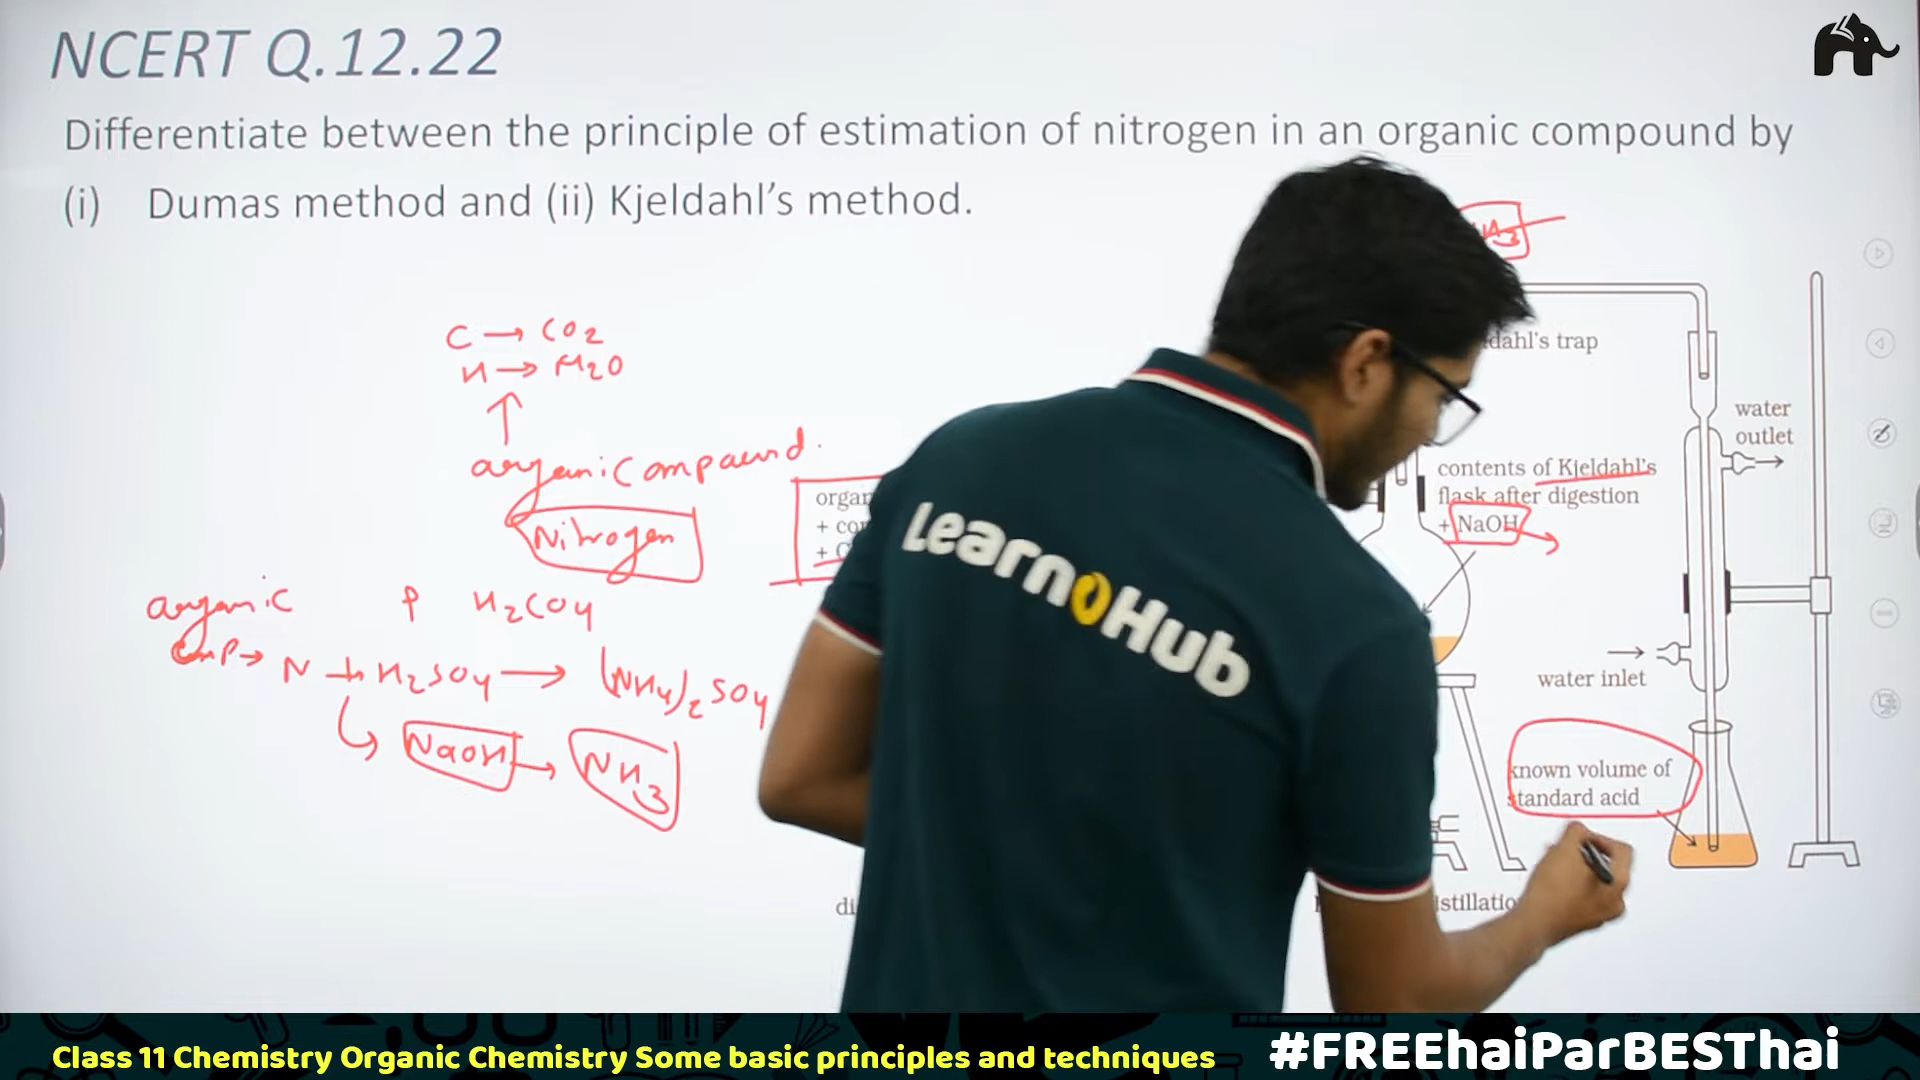 NCERT Q.12.22
Differentiate between the principle of estimation of nitrogen in an organic compound by
(i) Dumas method and (ii) Kjeldahl’s method.
C → CO2
H → H2O
organic compound.
Nitrogen
organic
comp → N + H2SO4 → (NH4)2SO4
NaOH → NH3
dahl's trap
water
outlet
contents of Kjeldahl's
flask after digestion
+ NaOH
water inlet
known volume of
standard acid
LearnoHub
Class 11 Chemistry Organic Chemistry Some basic principles and techniques
#FREEhaiParBESThai